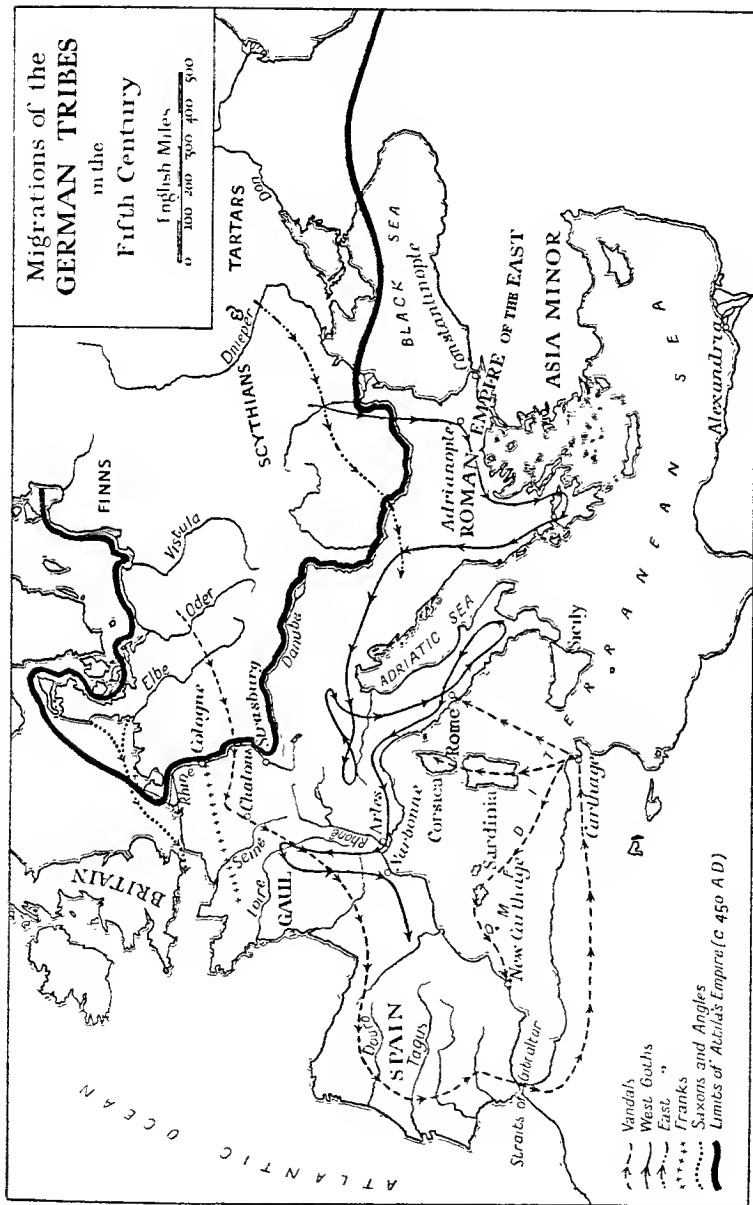 Migrations of the
GERMAN TRIBES
in the
Fifth Century
English Miles
0 100 200 300 400 500
FINNS
TARTARS
Don
Dnieper
SCYTHIANS
Vistula
Oder
Elbe
BRITAIN
Rhin
Cologne
Strasburg
Chalons
Danube
Seine
Loire
GAUL
Rhone
Arles
Narbonne
BLACK SEA
Constantinople
Adrianople
ROMAN EMPIRE OF THE EAST
ASIA MINOR
ADRIATIC SEA
Rome
Corsica
Sardinia
Sicily
ATLANTIC OCEAN
SPAIN
Douro
Tagus
New Carthage
Straits of Gibraltar
Carthage
MEDITERRANEAN SEA
Alexandria
Vandals
West Goths
East "
Franks
Saxons and Angles
Limits of Attila's Empire (C 450 AD)